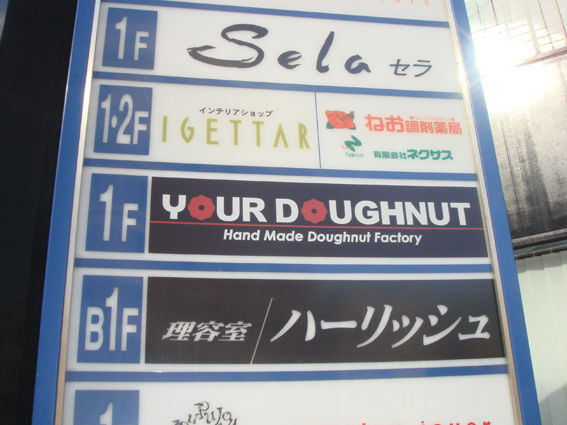 1F
Sela セラ
1・2F
インテリアショップ
IGETTAR
ねお調剤薬局
Nexus
有限会社ネクサス
1F
YOUR DOUGHNUT
Hand Made Doughnut Factory
B1F
理容室/ハーリッシュ